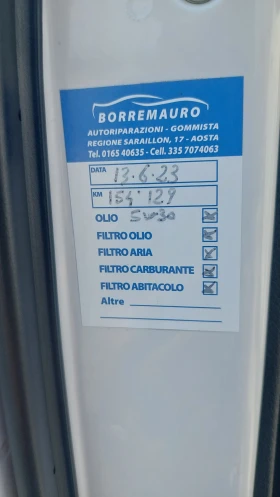 BORREMAURO
AUTORIPARAZIONI - GOMMISTA
REGIONE SARAILLON, 17 - AOSTA
Tel. 0165 40635 - Cell. 335 7074063
DATA 13.6.23
KM 154.129
OLIO 5W30
FILTRO OLIO
FILTRO ARIA
FILTRO CARBURANTE
FILTRO ABITACOLO
Altre